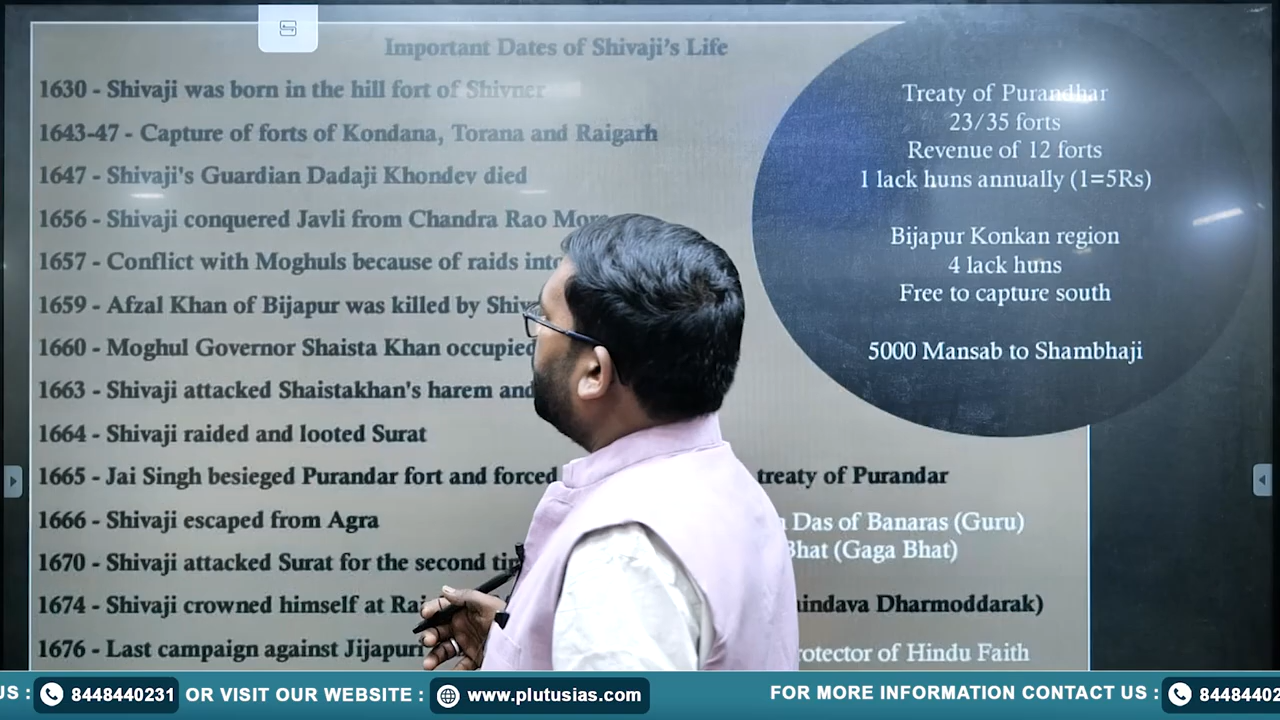 Important Dates of Shivaji's Life
1630 - Shivaji was born in the hill fort of Shivner
1643-47 - Capture of forts of Kondana, Torana and Raigarh
1647 - Shivaji's Guardian Dadaji Khondev died
1656 - Shivaji conquered Javli from Chandra Rao More
1657 - Conflict with Moghuls because of raids into
1659 - Afzal Khan of Bijapur was killed by
1660 - Moghul Governor Shaista Khan occupied
1663 - Shivaji attacked Shaistakhan's harem and
1664 - Shivaji raided and looted Surat
1665 - Jai Singh besieged Purandar fort and forced treaty of Purandar
1666 - Shivaji escaped from Agra
Das of Banaras (Guru)
Bhat (Gaga Bhat)
1670 - Shivaji attacked Surat for the second
1674 - Shivaji crowned himself at Dharmoddarak)
1676 - Last campaign against Jijapuri
of Hindu Faith
Treaty of Purandhar
23/35 forts
Revenue of 12 forts
1 lack huns annually (1=5Rs)
Bijapur Konkan region
4 lack huns
Free to capture south
5000 Mansab to Shambhaji
US : 8448440231 OR VISIT OUR WEBSITE : www.plutusias.com FOR MORE INFORMATION CONTACT US : 84484402